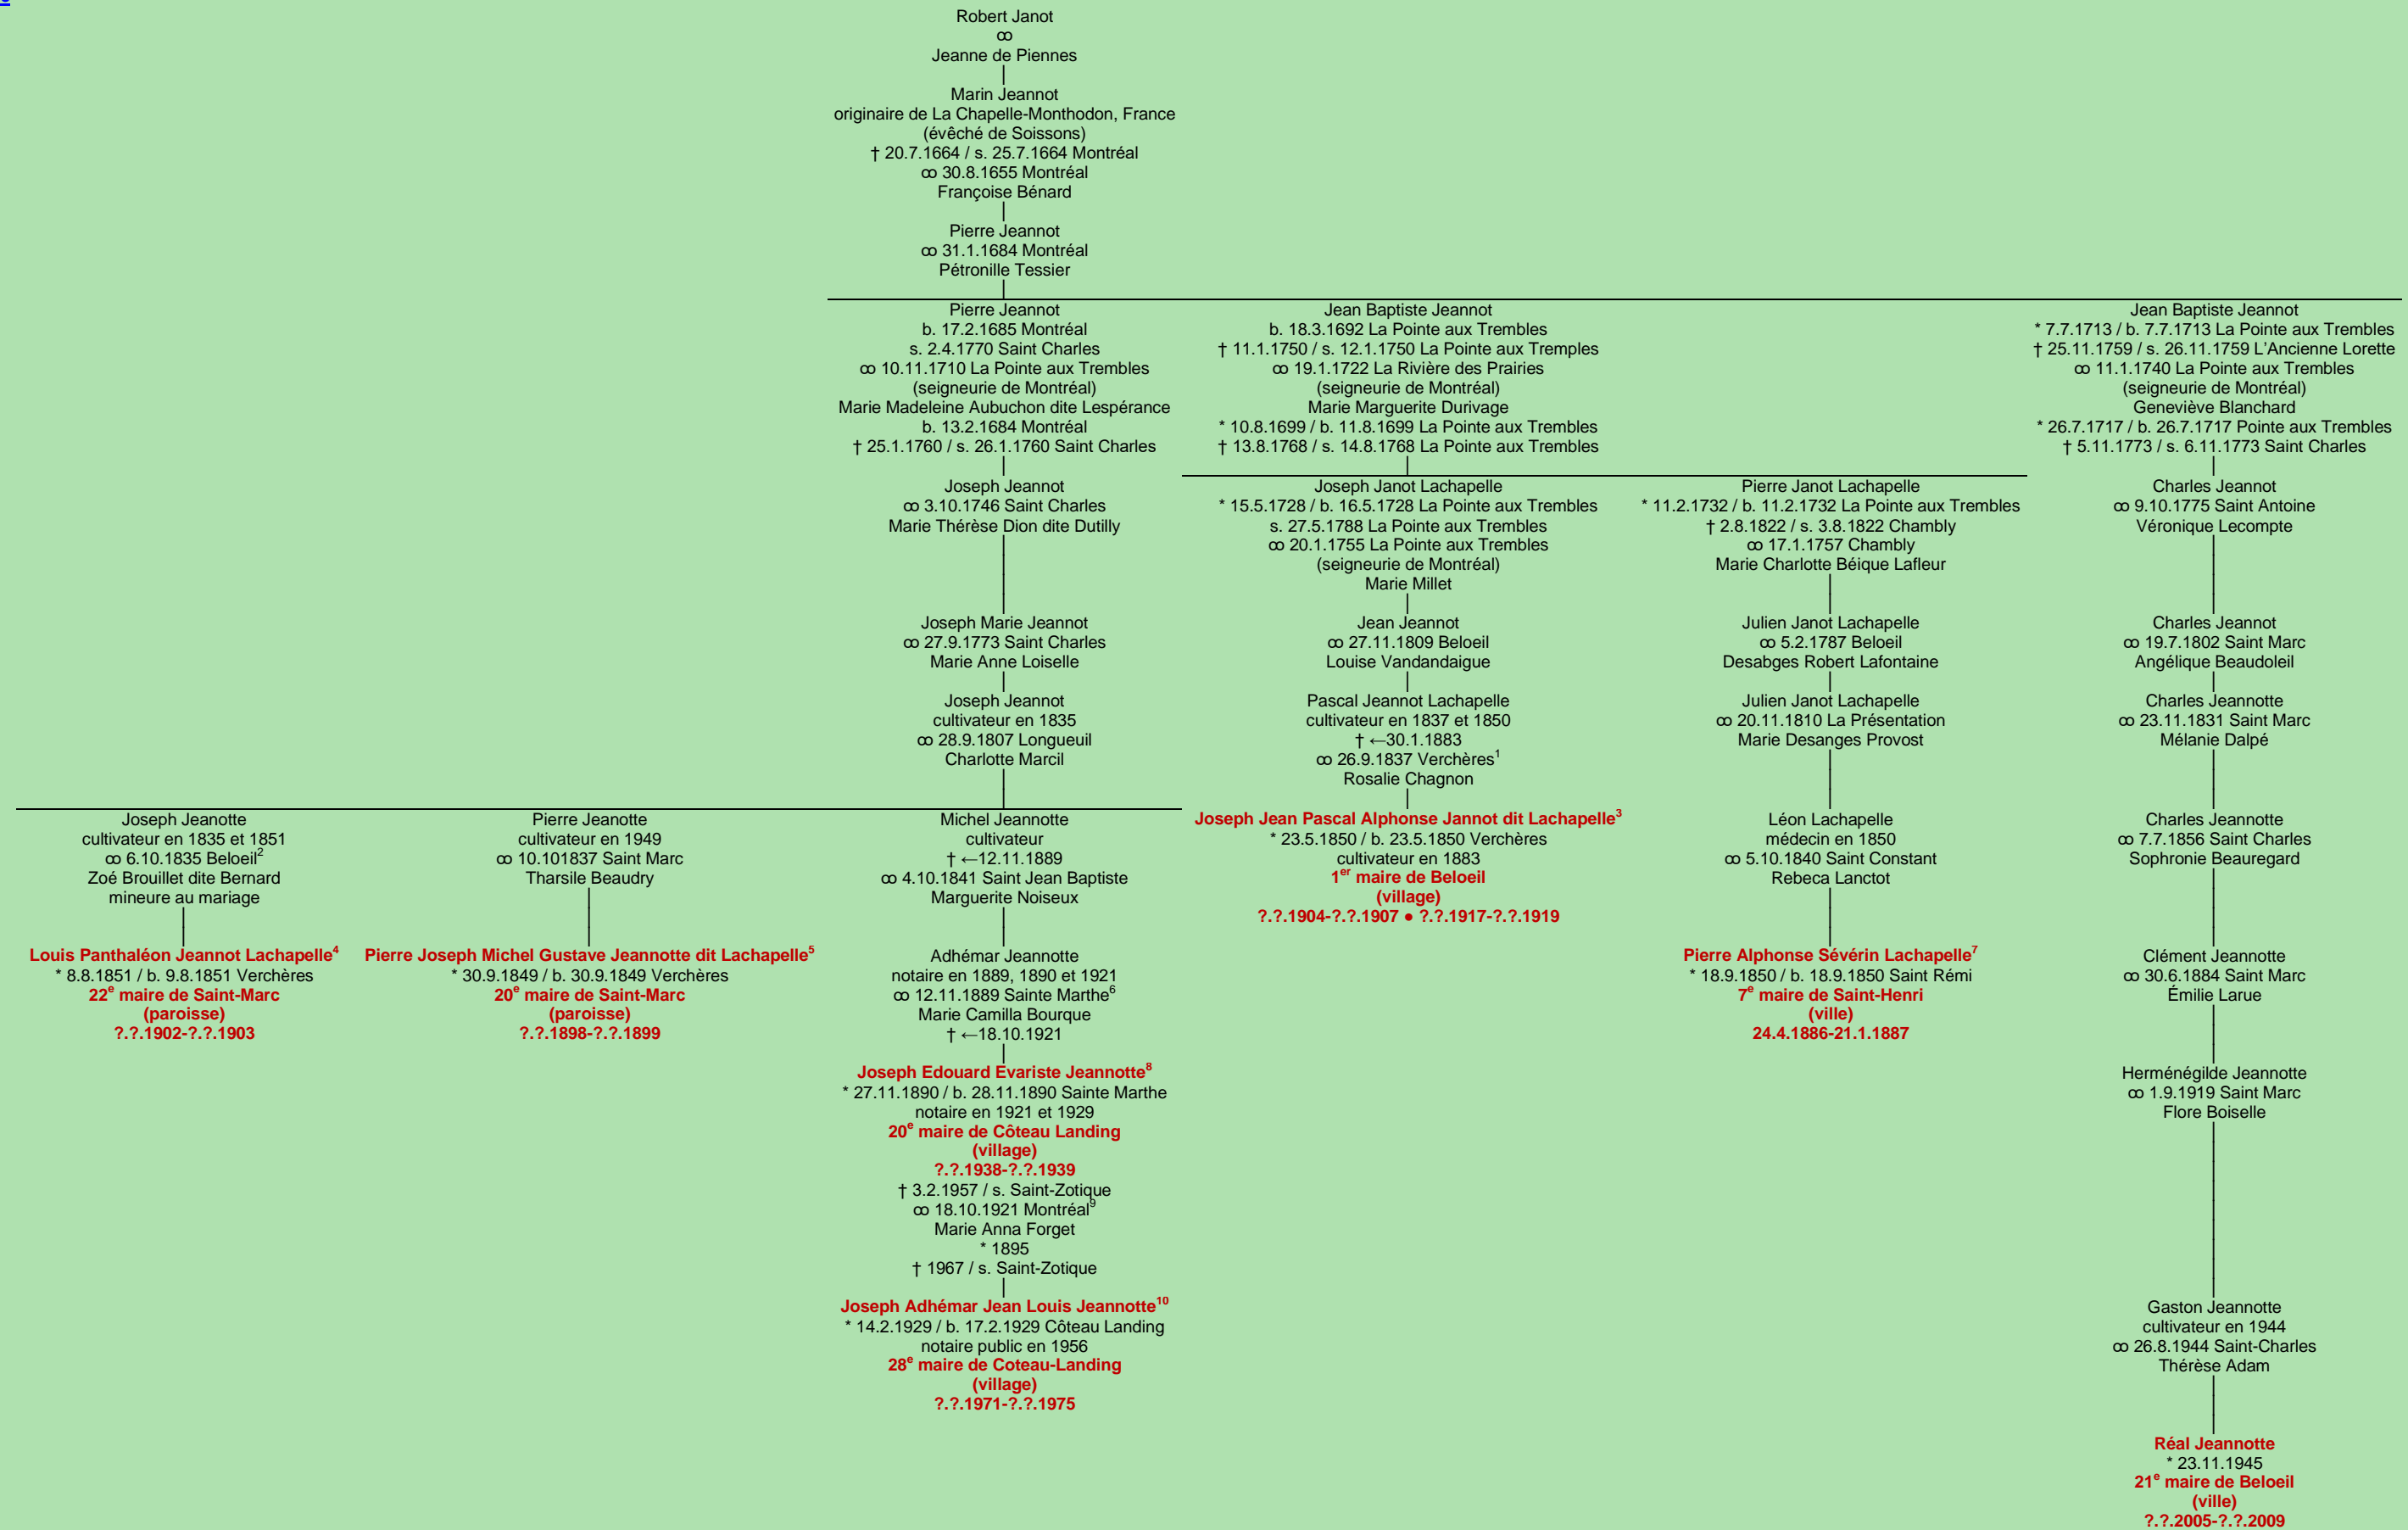 Robert Janot
ꝏ
Jeanne de Piennes
Marin Jeannot
originaire de La Chapelle-Monthodon, France
(évêché de Soissons)
† 20.7.1664 / s. 25.7.1664 Montréal
ꝏ 30.8.1655 Montréal
Françoise Bénard
Pierre Jeannot
ꝏ 31.1.1684 Montréal
Pétronille Tessier
Pierre Jeannot
b. 17.2.1685 Montréal
s. 2.4.1770 Saint Charles
ꝏ 10.11.1710 La Pointe aux Trembles
(seigneurie de Montréal)
Marie Madeleine Aubuchon dite Lespérance
b. 13.2.1684 Montréal
† 25.1.1760 / s. 26.1.1760 Saint Charles
Jean Baptiste Jeannot
b. 18.3.1692 La Pointe aux Trembles
† 11.1.1750 / s. 12.1.1750 La Pointe aux Tremples
ꝏ 19.1.1722 La Rivière des Prairies
(seigneurie de Montréal)
Marie Marguerite Durivage
* 10.8.1699 / b. 11.8.1699 La Pointe aux Trembles
† 13.8.1768 / s. 14.8.1768 La Pointe aux Trembles
Jean Baptiste Jeannot
* 7.7.1713 / b. 7.7.1713 La Pointe aux Trembles
† 25.11.1759 / s. 26.11.1759 L’Ancienne Lorette
ꝏ 11.1.1740 La Pointe aux Trembles
(seigneurie de Montréal)
Geneviève Blanchard
* 26.7.1717 / b. 26.7.1717 Pointe aux Trembles
† 5.11.1773 / s. 6.11.1773 Saint Charles
Joseph Jeannot
ꝏ 3.10.1746 Saint Charles
Marie Thérèse Dion dite Dutilly
Joseph Janot Lachapelle
* 15.5.1728 / b. 16.5.1728 La Pointe aux Trembles
s. 27.5.1788 La Pointe aux Trembles
ꝏ 20.1.1755 La Pointe aux Trembles
(seigneurie de Montréal)
Marie Millet
Pierre Janot Lachapelle
* 11.2.1732 / b. 11.2.1732 La Pointe aux Trembles
† 2.8.1822 / s. 3.8.1822 Chambly
ꝏ 17.1.1757 Chambly
Marie Charlotte Béique Lafleur
Charles Jeannot
ꝏ 9.10.1775 Saint Antoine
Véronique Lecompte
Joseph Marie Jeannot
ꝏ 27.9.1773 Saint Charles
Marie Anne Loiselle
Jean Jeannot
ꝏ 27.11.1809 Beloeil
Louise Vandandaigue
Julien Janot Lachapelle
ꝏ 5.2.1787 Beloeil
Desabges Robert Lafontaine
Charles Jeannot
ꝏ 19.7.1802 Saint Marc
Angélique Beaudoleil
Joseph Jeannot
cultivateur en 1835
ꝏ 28.9.1807 Longueuil
Charlotte Marcil
Pascal Jeannot Lachapelle
cultivateur en 1837 et 1850
† ←30.1.1883
ꝏ 26.9.1837 Verchères1
Rosalie Chagnon
Julien Janot Lachapelle
ꝏ 20.11.1810 La Présentation
Marie Desanges Provost
Charles Jeannotte
ꝏ 23.11.1831 Saint Marc
Mélanie Dalpé
Joseph Jeanotte
cultivateur en 1835 et 1851
ꝏ 6.10.1835 Beloeil2
Zoé Brouillet dite Bernard
mineure au mariage
Pierre Jeanotte
cultivateur en 1949
ꝏ 10.101837 Saint Marc
Tharsile Beaudry
Michel Jeannotte
cultivateur
† ←12.11.1889
ꝏ 4.10.1841 Saint Jean Baptiste
Marguerite Noiseux
Joseph Jean Pascal Alphonse Jannot dit Lachapelle3
* 23.5.1850 / b. 23.5.1850 Verchères
cultivateur en 1883
1er maire de Beloeil
(village)
?.?.1904-?.?.1907 ● ?.?.1917-?.?.1919
Léon Lachapelle
médecin en 1850
ꝏ 5.10.1840 Saint Constant
Rebeca Lanctot
Charles Jeannotte
ꝏ 7.7.1856 Saint Charles
Sophronie Beauregard
Louis Panthaléon Jeannot Lachapelle4
* 8.8.1851 / b. 9.8.1851 Verchères
22e maire de Saint-Marc
(paroisse)
?.?.1902-?.?.1903
Pierre Joseph Michel Gustave Jeannotte dit Lachapelle5
* 30.9.1849 / b. 30.9.1849 Verchères
20e maire de Saint-Marc
(paroisse)
?.?.1898-?.?.1899
Adhémar Jeannotte
notaire en 1889, 1890 et 1921
ꝏ 12.11.1889 Sainte Marthe6
Marie Camilla Bourque
† ←18.10.1921
Pierre Alphonse Sévérin Lachapelle7
* 18.9.1850 / b. 18.9.1850 Saint Rémi
7e maire de Saint-Henri
(ville)
24.4.1886-21.1.1887
Clément Jeannotte
ꝏ 30.6.1884 Saint Marc
Émilie Larue
Joseph Edouard Evariste Jeannotte8
* 27.11.1890 / b. 28.11.1890 Sainte Marthe
notaire en 1921 et 1929
20e maire de Côteau Landing
(village)
?.?.1938-?.?.1939
† 3.2.1957 / s. Saint-Zotique
ꝏ 18.10.1921 Montréal9
Marie Anna Forget
* 1895
† 1967 / s. Saint-Zotique
Herménégilde Jeannotte
ꝏ 1.9.1919 Saint Marc
Flore Boiselle
Joseph Adhémar Jean Louis Jeannotte10
* 14.2.1929 / b. 17.2.1929 Côteau Landing
notaire public en 1956
28e maire de Coteau-Landing
(village)
?.?.1971-?.?.1975
Gaston Jeannotte
cultivateur en 1944
ꝏ 26.8.1944 Saint-Charles
Thérèse Adam
Réal Jeannotte
* 23.11.1945
21e maire de Beloeil
(ville)
?.?.2005-?.?.2009